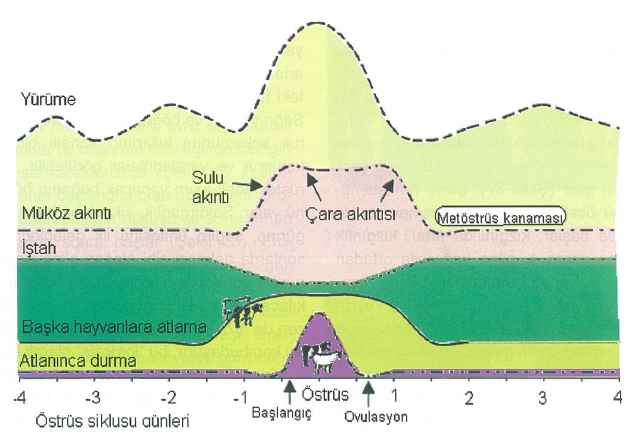 Yürüme
Sulu
akıntı
Çara akıntısı
Müköz akıntı
Metöstrüs kanaması
İştah
Başka hayvanlara atlama
Atlanınca durma
-4 -3 -2 -1 Östrüs 1 2 3 4
Başlangıç
Ovulasyon
Östrüs siklusu günleri